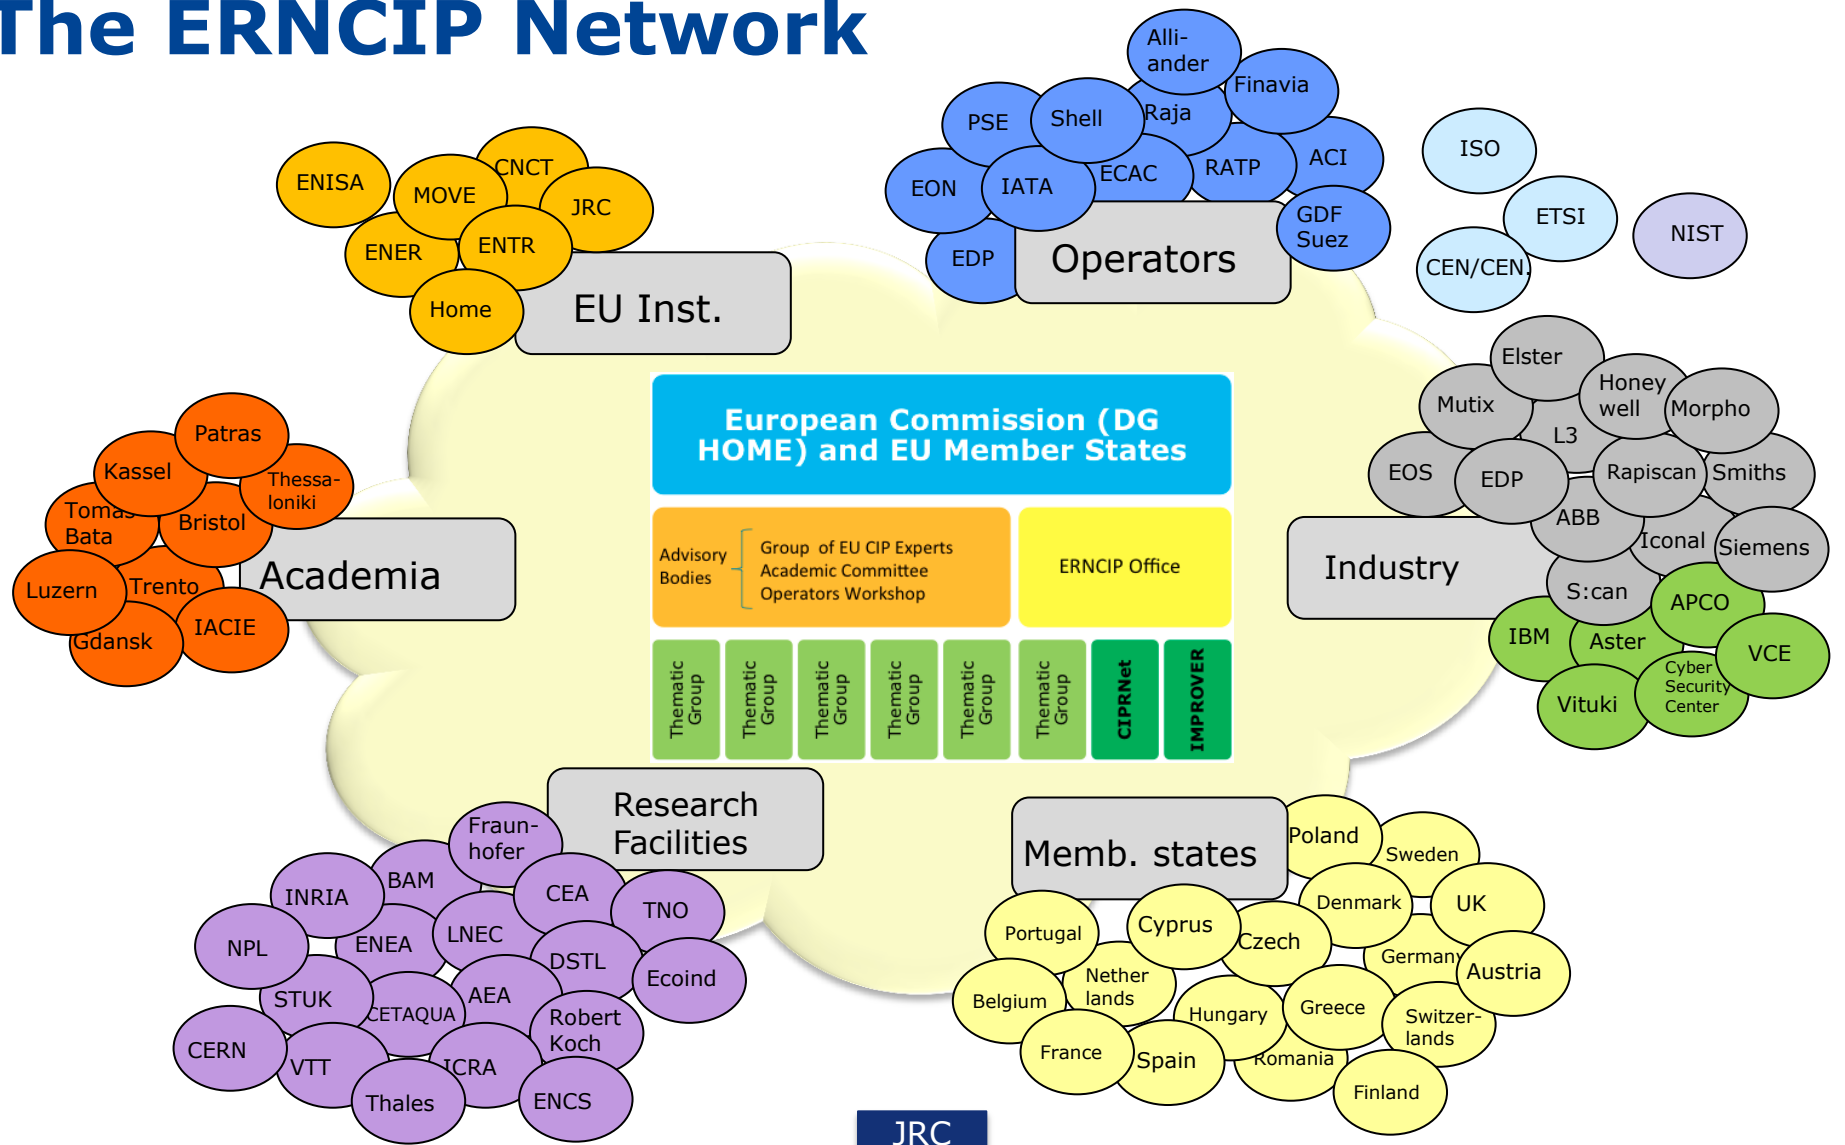 The ERNCIP Network
Alli-
ander
Finavia
PSE
Shell
Raja
EON
IATA
ECAC
RATP
ACI
EDP
GDF
Suez
Operators
ISO
ETSI
CEN/CEN.
NIST
ENISA
MOVE
CNCT
JRC
ENER
ENTR
Home
EU Inst.
Elster
Mutix
Honey
well
Morpho
L3
EOS
EDP
Rapiscan
Smiths
ABB
Iconal
Siemens
S:can
Industry
APCO
IBM
Aster
VCE
Cyber
Security
Center
Vituki
Patras
Kassel
Thessa-
loniki
Tomas
Bata
Bristol
Luzern
Trento
Gdansk
IACIE
Academia
European Commission (DG
HOME) and EU Member States
Advisory
Bodies
Group of EU CIP Experts
Academic Committee
Operators Workshop
ERNCIP Office
Thematic
Group
Thematic
Group
Thematic
Group
Thematic
Group
Thematic
Group
Thematic
Group
CIPRNet
IMPROVER
Research
Facilities
Fraun-
hofer
BAM
INRIA
CEA
TNO
NPL
ENEA
LNEC
DSTL
Ecoind
STUK
CETAQUA
AEA
Robert
Koch
CERN
VTT
ICRA
Thales
ENCS
Memb. states
Poland
Sweden
Denmark
UK
Portugal
Cyprus
Czech
Germany
Austria
Belgium
Nether
lands
Hungary
Greece
Switzer-
lands
France
Spain
Romania
Finland
JRC